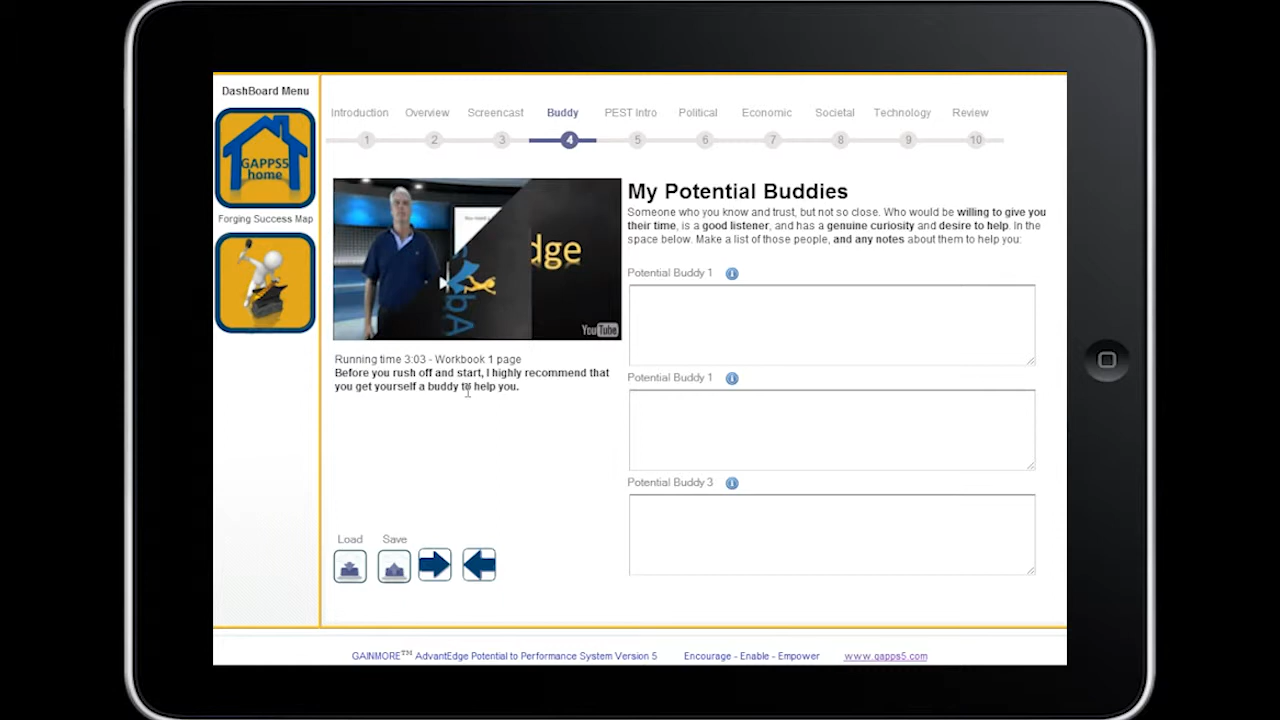 DashBoard Menu
GAPPS5
home
Forging Success Map
Introduction Overview Screencast Buddy PEST Intro Political Economic Societal Technology Review
1 2 3 4 5 6 7 8 9 10
dge
YouTube
Running time 3:03 - Workbook 1 page
Before you rush off and start, I highly recommend that
you get yourself a buddy to help you.
Load Save
My Potential Buddies
Someone who you know and trust, but not so close. Who would be willing to give you
their time, is a good listener, and has a genuine curiosity and desire to help. In the
space below. Make a list of those people, and any notes about them to help you:
Potential Buddy 1
Potential Buddy 1
Potential Buddy 3
GAINMORE™ AdvantEdge Potential to Performance System Version 5 Encourage - Enable - Empower www.gapps5.com